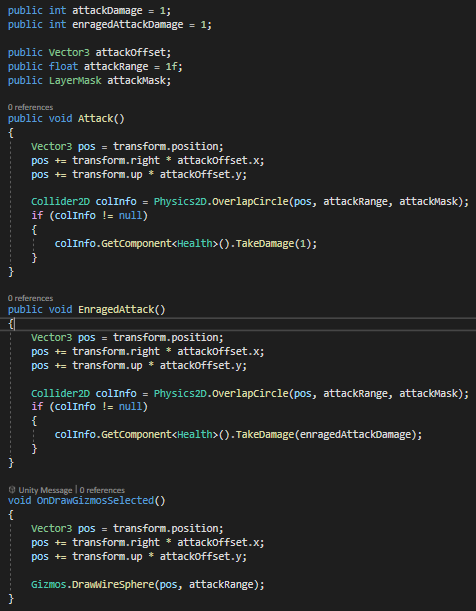 public int attackDamage = 1;
public int enragedAttackDamage = 1;
public Vector3 attackOffset;
public float attackRange = 1f;
public LayerMask attackMask;
0 references
public void Attack()
{
Vector3 pos = transform.position;
pos += transform.right * attackOffset.x;
pos += transform.up * attackOffset.y;
Collider2D colInfo = Physics2D.OverlapCircle(pos, attackRange, attackMask);
if (colInfo != null)
{
colInfo.GetComponent<Health>().TakeDamage(1);
}
}
0 references
public void EnragedAttack()
{
Vector3 pos = transform.position;
pos += transform.right * attackOffset.x;
pos += transform.up * attackOffset.y;
Collider2D colInfo = Physics2D.OverlapCircle(pos, attackRange, attackMask);
if (colInfo != null)
{
colInfo.GetComponent<Health>().TakeDamage(enragedAttackDamage);
}
}
Unity Message | 0 references
void OnDrawGizmosSelected()
{
Vector3 pos = transform.position;
pos += transform.right * attackOffset.x;
pos += transform.up * attackOffset.y;
Gizmos.DrawWireSphere(pos, attackRange);
}